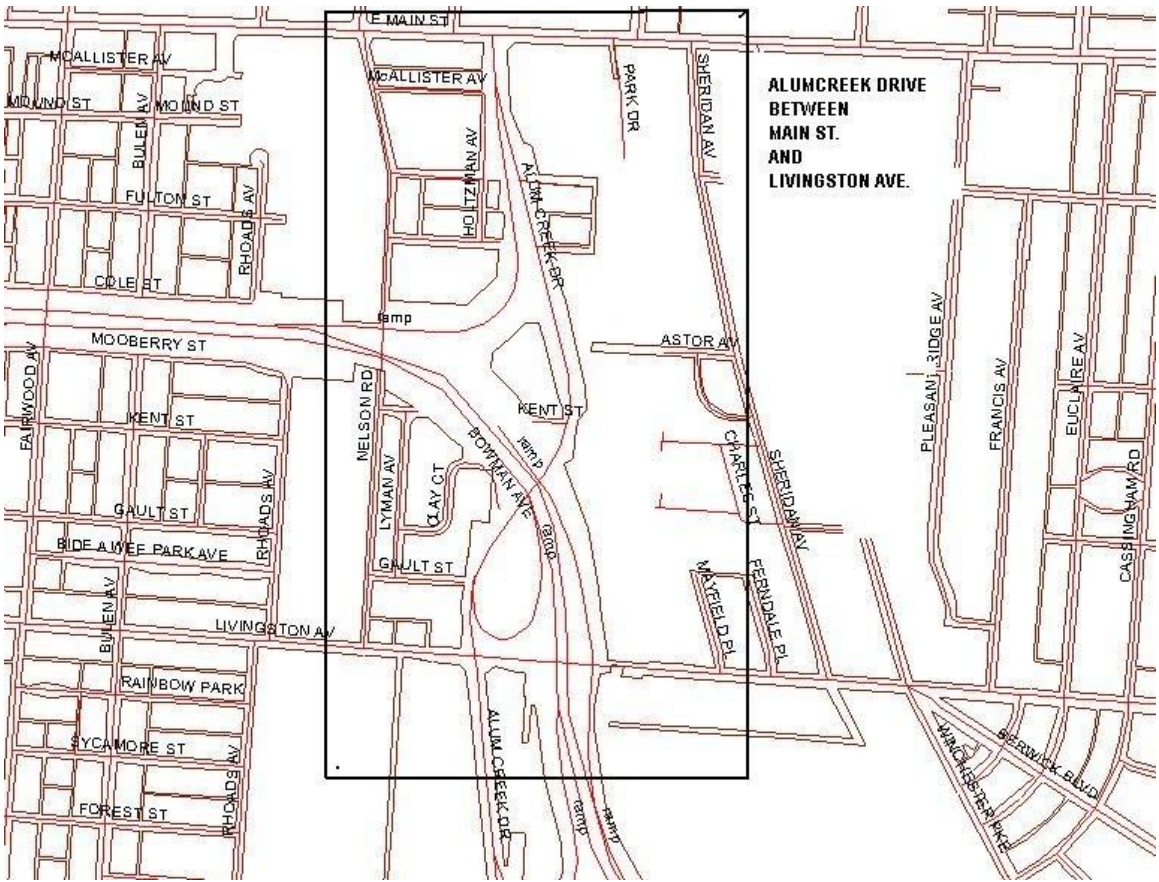 E MAIN ST
MCALLISTER AV
McALLISTER AV
MOUND ST
MOUND ST
BULEN AV
PARK DR
SHERIDAN AV
ALUMCREEK DRIVE
BETWEEN
MAIN ST.
AND
LIVINGSTON AVE.
FULTON ST
RHOADS AV
HOLTZMAN AV
ALUM CREEK DR
COLE ST
ramp
MOOBERRY ST
ASTOR AV
FAIRWOOD AV
NELSON RD
KENT ST
KENT ST
PLEASANT RIDGE AV
FRANCIS AV
EUCLAIRE AV
CASSINGHAM RD
BOWMAN AVE
ramp
CHARLES ST
SHERIDAN AV
LYMAN AV
CLAY CT
RHOADS AV
GAULT ST
ramp
BIDE A WEE PARK AVE
GAULT ST
MAYFIELD PL
FERNDALE PL
BULEN AV
LIVINGSTON AV
RAINBOW PARK
SYCAMORE ST
ALUM CREEK DR
RHOADS AV
BERWICK BLVD
WINCHESTER PKE
FOREST ST
ramp
ramp